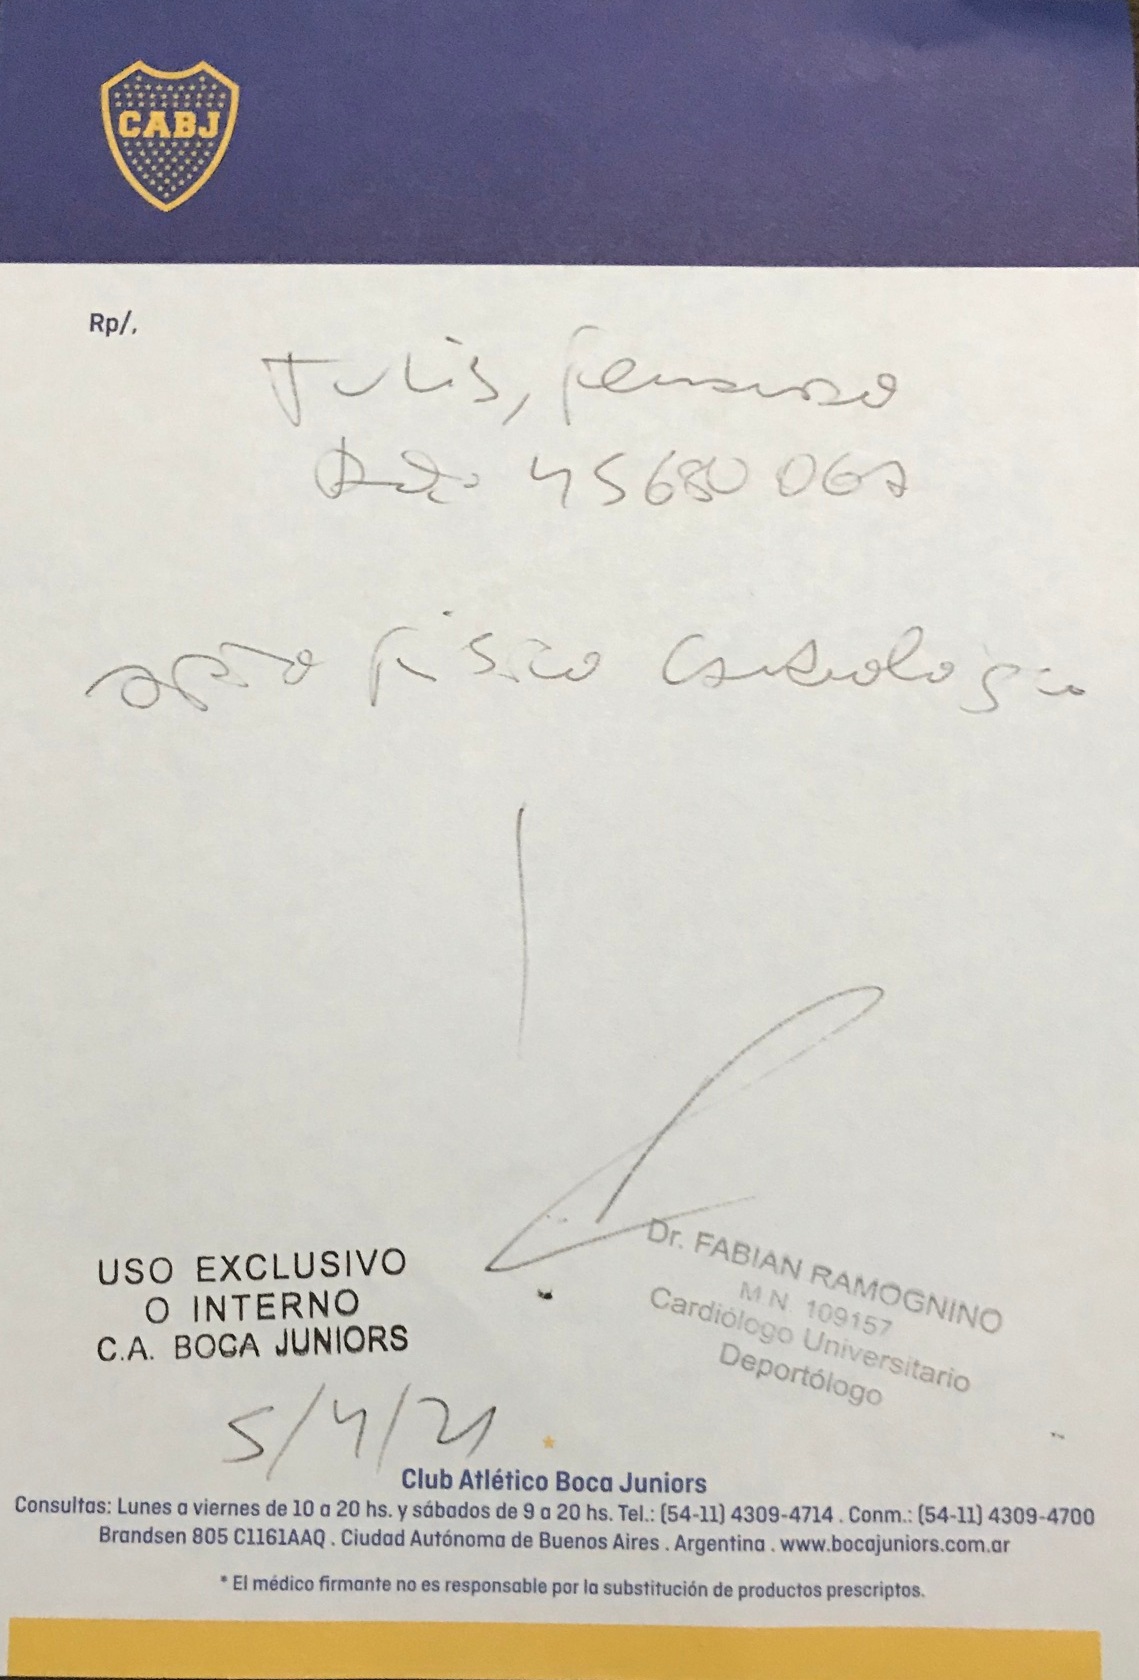 CABJ
Rp/.
apto físico Cardiológico
Dr. FABIAN RAMOGNINO
M.N. 109157
Cardiólogo Universitario
Deportólogo
USO EXCLUSIVO
O INTERNO
C.A. BOCA JUNIORS
5/4/21
Club Atlético Boca Juniors
Consultas: Lunes a viernes de 10 a 20 hs. y sábados de 9 a 20 hs. Tel.: (54-11) 4309-4714 . Conm.: (54-11) 4309-4700
Brandsen 805 C1161AAQ . Ciudad Autónoma de Buenos Aires . Argentina . www.bocajuniors.com.ar
* El médico firmante no es responsable por la substitución de productos prescriptos.